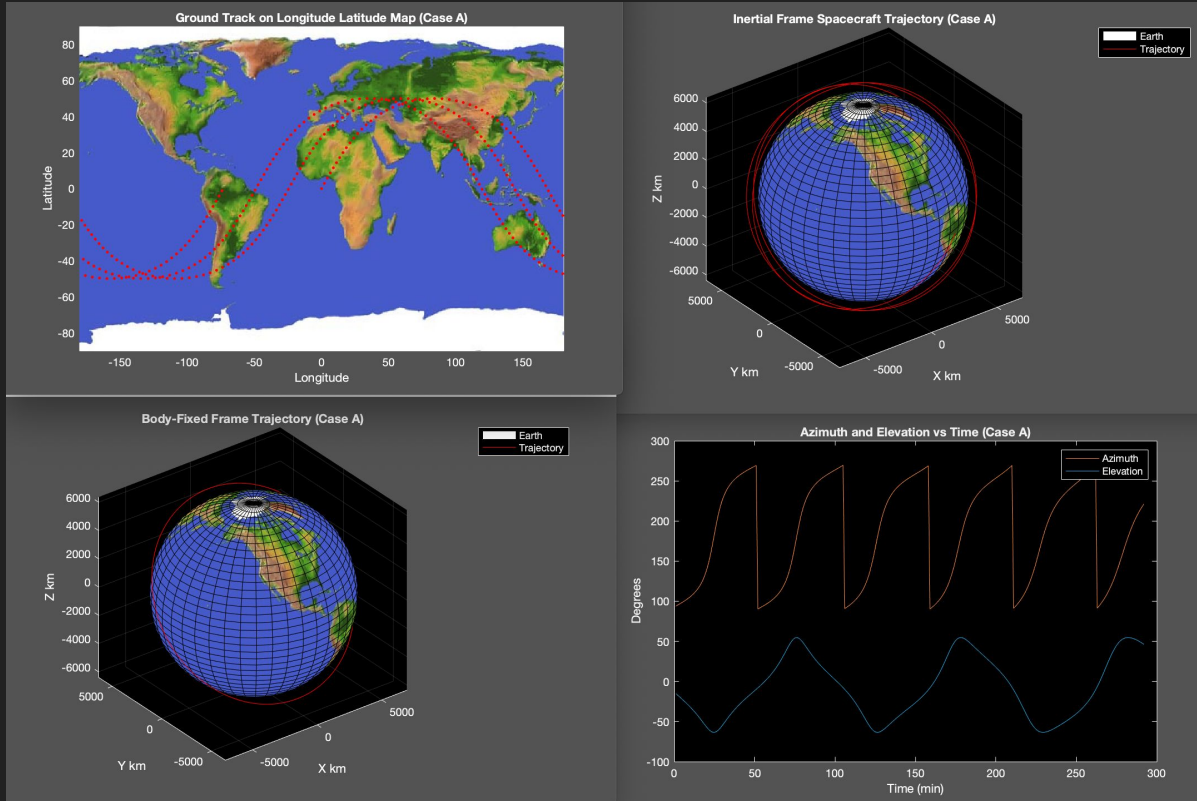 Ground Track on Longitude Latitude Map (Case A)
80
60
40
20
0
-20
-40
-60
-80
Latitude
-150 -100 -50 0 50 100 150
Longitude
Inertial Frame Spacecraft Trajectory (Case A)
Earth
Trajectory
6000
4000
2000
0
-2000
-4000
-6000
Z km
5000
0
-5000
Y km
-5000
0
5000
X km
Body-Fixed Frame Trajectory (Case A)
Earth
Trajectory
6000
4000
2000
0
-2000
-4000
-6000
Z km
5000
0
-5000
Y km
-5000
0
5000
X km
Azimuth and Elevation vs Time (Case A)
Azimuth
Elevation
300
250
200
150
100
50
0
-50
-100
Degrees
0 50 100 150 200 250 300
Time (min)